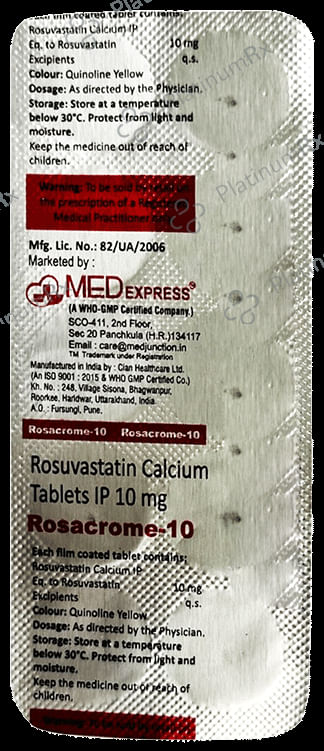 Each film coated tablet contains:
Rosuvastatin Calcium IP
Eq. to Rosuvastatin 10 mg
Excipients q.s.
Colour: Quinoline Yellow
Dosage: As directed by the Physician.
Storage: Store at a temperature
below 30°C. Protect from light and
moisture.
Keep the medicine out of reach of
children.
Warning: To be sold by retail on
the prescription of a Registered
Medical Practitioner only.
Mfg. Lic. No.: 82/UA/2006
Marketed by :
MEDEXPRESS
(A WHO-GMP Certified Company.)
SCO-411, 2nd Floor,
Sec 20 Panchkula (H.R.)134117
Email : care@medjunction.in
TM Trademark under Registration
Manufactured in India by : Cian Healthcare Ltd.
(An ISO 9001 : 2015 & WHO GMP Certified Co.)
Kh. No. : 248, Village Sisona, Bhagwanpur,
Roorkee, Haridwar, Uttarakhand, India.
A.O. : Fursungi, Pune.
Rosacrome-10 Rosacrome-10
Rosuvastatin Calcium
Tablets IP 10 mg
Rosacrome-10
Each film coated tablet contains:
Rosuvastatin Calcium IP
Eq. to Rosuvastatin 10 mg
Excipients q.s.
Colour: Quinoline Yellow
Dosage: As directed by the Physician.
Storage: Store at a temperature
below 30°C. Protect from light and
moisture.
Keep the medicine out of reach of
children.
PlatinumRx